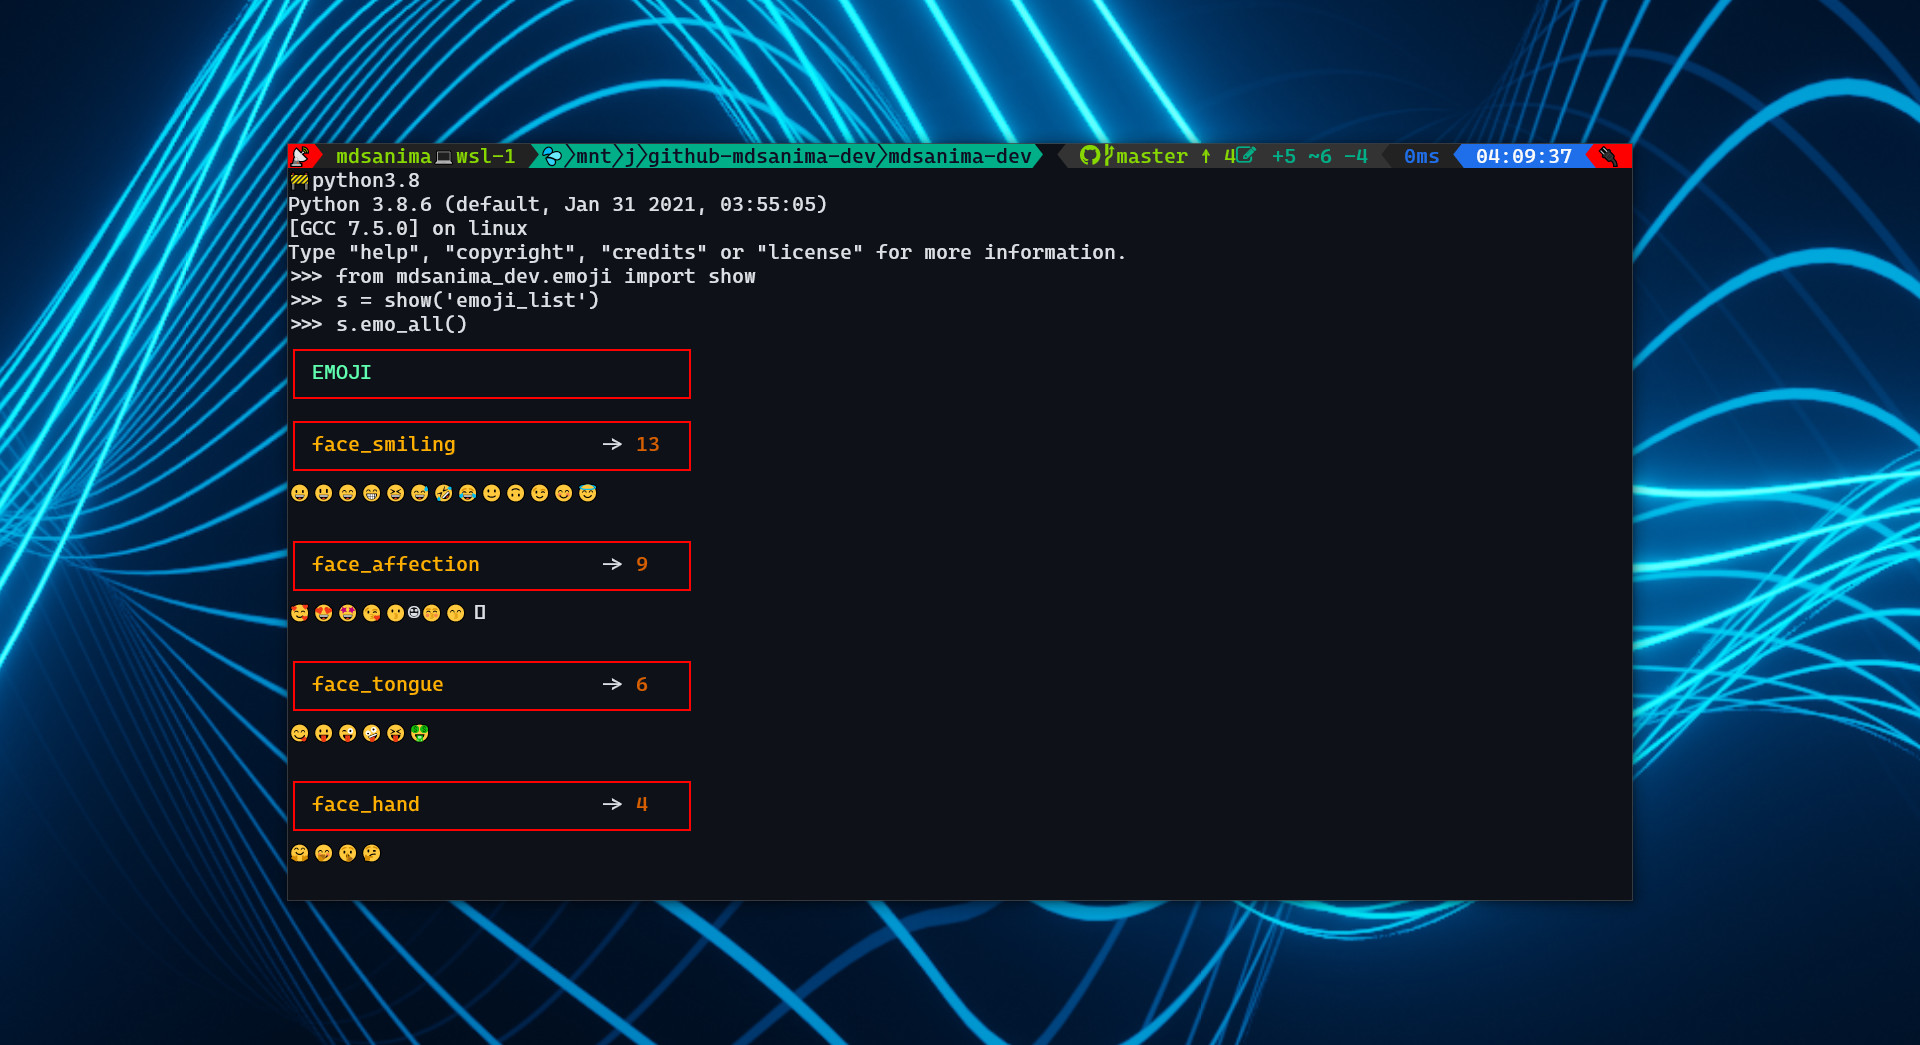 mdsanima💻wsl-1 mnt j github-mdsanima-dev mdsanima-dev master ↑ 4 +5 ~6 -4 0ms 04:09:37
🚧python3.8
Python 3.8.6 (default, Jan 31 2021, 03:55:05)
[GCC 7.5.0] on linux
Type "help", "copyright", "credits" or "license" for more information.
>>> from mdsanima_dev.emoji import show
>>> s = show('emoji_list')
>>> s.emo_all()
EMOJI
face_smiling → 13
😀 😃 😄 😁 😆 😅 🤣 😂 🙂 🙃 😉 😊 😇
face_affection → 9
🥰 😍 🤩 😘 😗 ☺ 😚 😙 ▯
face_tongue → 6
😋 😛 😜 🤪 😝 🤑
face_hand → 4
🤗 🤭 🤫 🤔